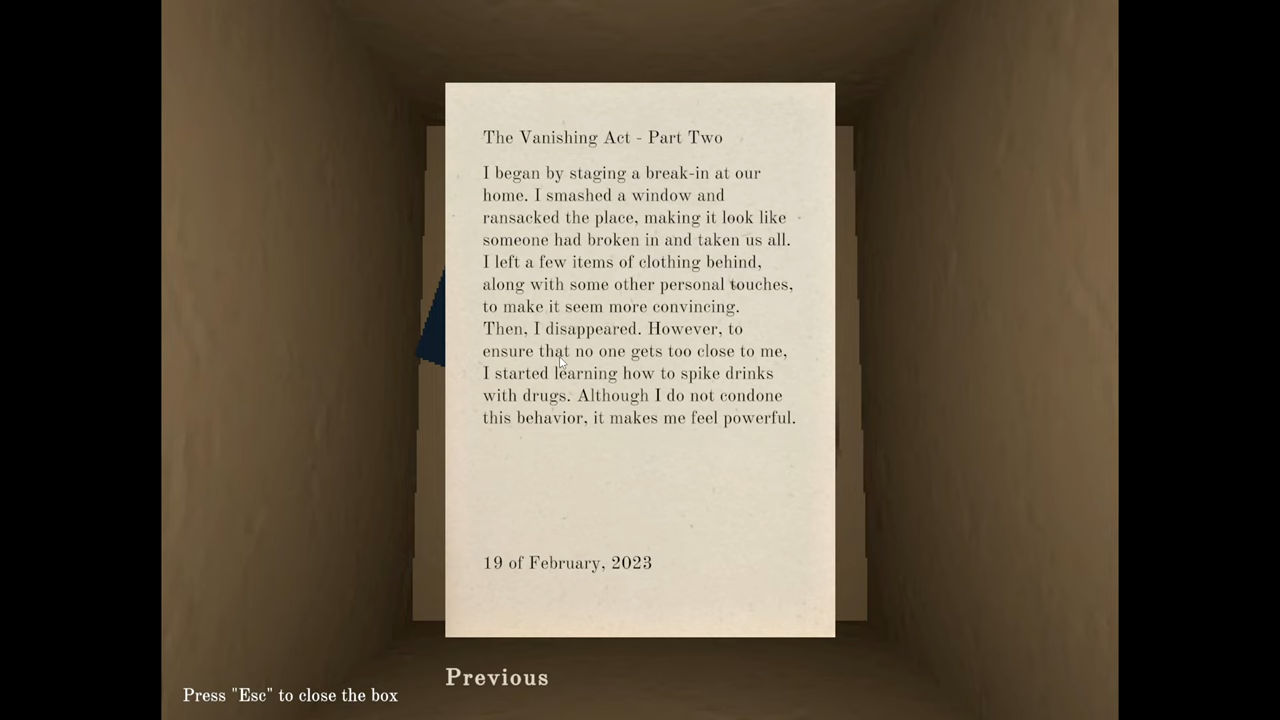 The Vanishing Act - Part Two
I began by staging a break-in at our
home. I smashed a window and
ransacked the place, making it look like
someone had broken in and taken us all.
I left a few items of clothing behind,
along with some other personal touches,
to make it seem more convincing.
Then, I disappeared. However, to
ensure that no one gets too close to me,
I started learning how to spike drinks
with drugs. Although I do not condone
this behavior, it makes me feel powerful.
19 of February, 2023
Previous
Press "Esc" to close the box